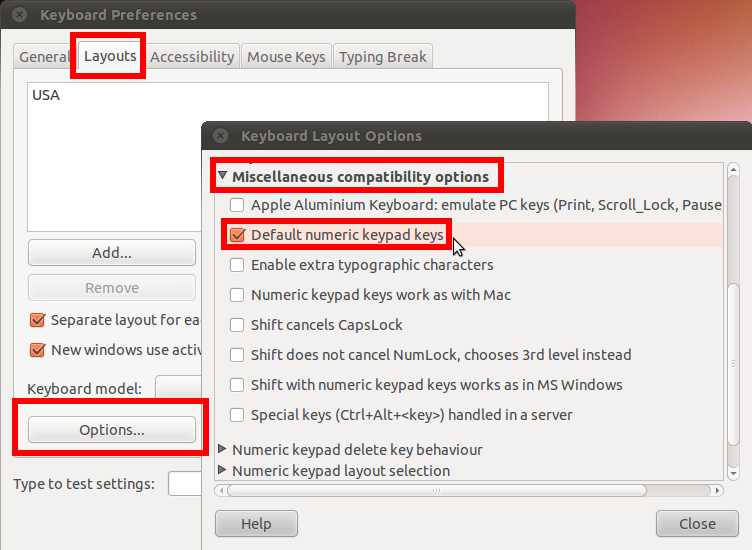 Keyboard Preferences
General Layouts Accessibility Mouse Keys Typing Break
USA
Add...
Remove
Separate layout for ea
New windows use activ
Keyboard model:
Options...
Type to test settings:
Keyboard Layout Options
Miscellaneous compatibility options
Apple Aluminium Keyboard: emulate PC keys (Print, Scroll_Lock, Pause
Default numeric keypad keys
Enable extra typographic characters
Numeric keypad keys work as with Mac
Shift cancels CapsLock
Shift does not cancel NumLock, chooses 3rd level instead
Shift with numeric keypad keys works as in MS Windows
Special keys (Ctrl+Alt+<key>) handled in a server
Numeric keypad delete key behaviour
Numeric keypad layout selection
Help
Close